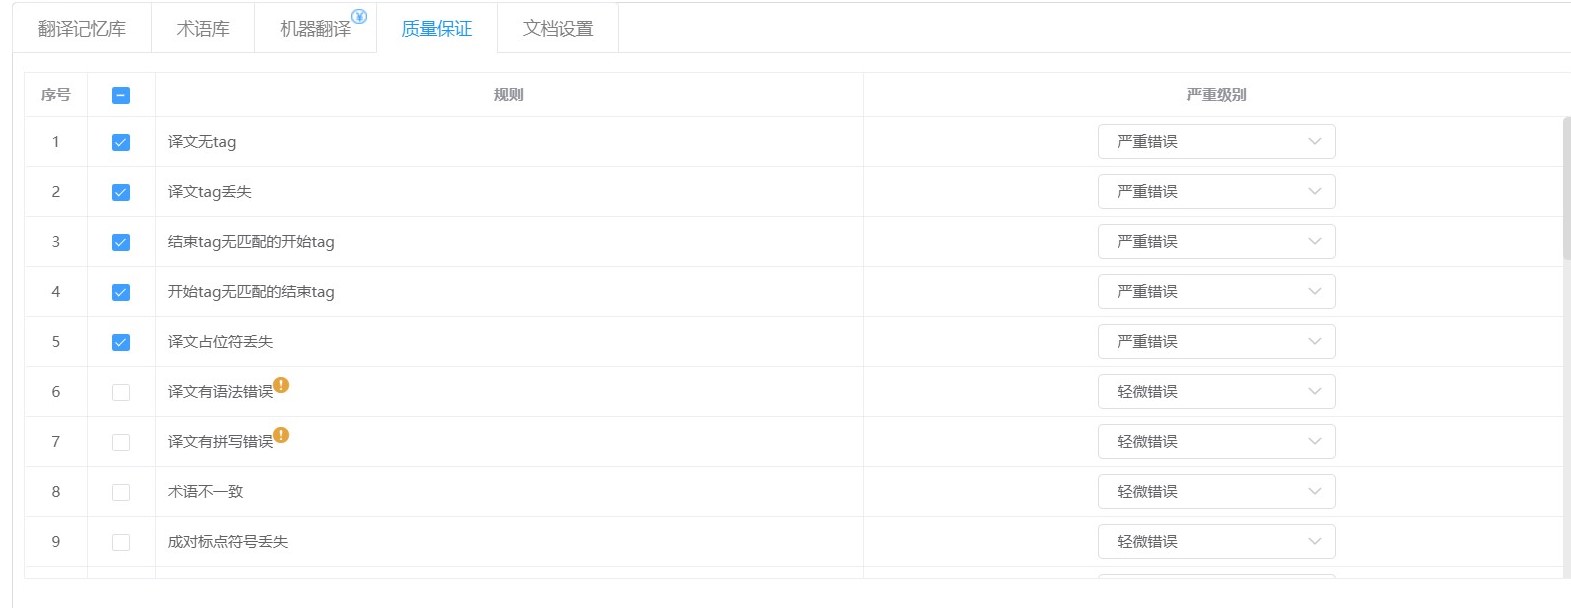 翻译记忆库 术语库 机器翻译 ¥ 质量保证 文档设置
序号 规则 严重级别
1 译文无tag 严重错误
2 译文tag丢失 严重错误
3 结束tag无匹配的开始tag 严重错误
4 开始tag无匹配的结束tag 严重错误
5 译文占位符丢失 严重错误
6 译文有语法错误 ! 轻微错误
7 译文有拼写错误 ! 轻微错误
8 术语不一致 轻微错误
9 成对标点符号丢失 轻微错误